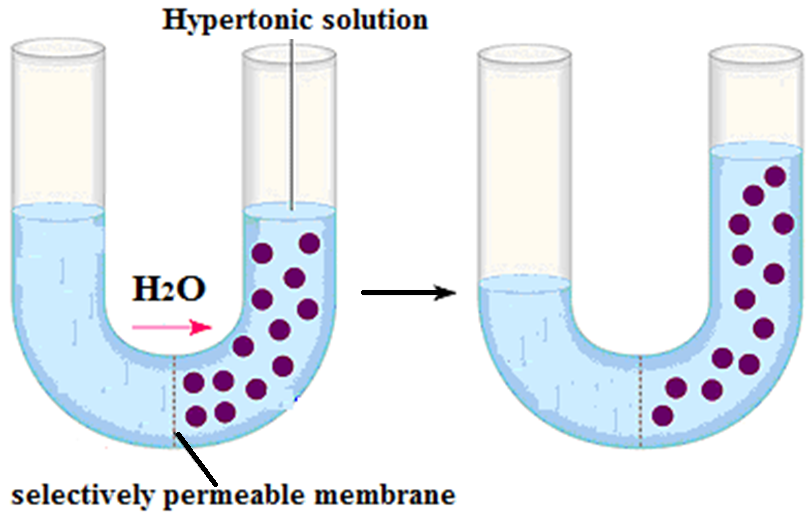 Hypertonic solution
H2O
selectively permeable membrane